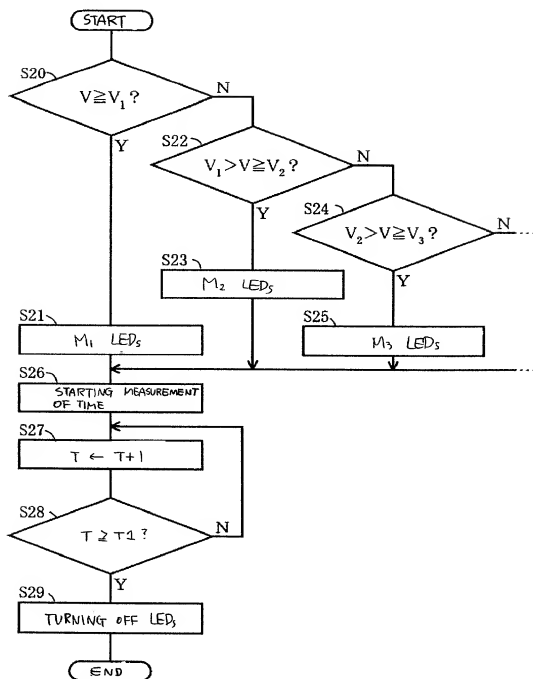 START
S20
V≧V₁?
N
Y
S22
V₁>V≧V₂?
N
Y
S24
V₂>V≧V₃?
N
Y
S23
M₂ LEDs
S21
M₁ LEDs
S25
M₃ LEDs
S26
STARTING MEASUREMENT
OF TIME
S27
T ← T+1
S28
T≧T1?
N
Y
S29
TURNING OFF LEDs
END